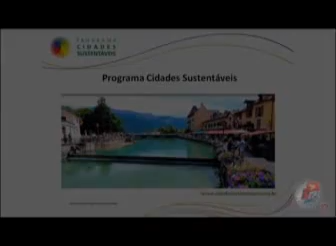 PROGRAMA
CIDADES
SUSTENTÁVEIS
Programa Cidades Sustentáveis